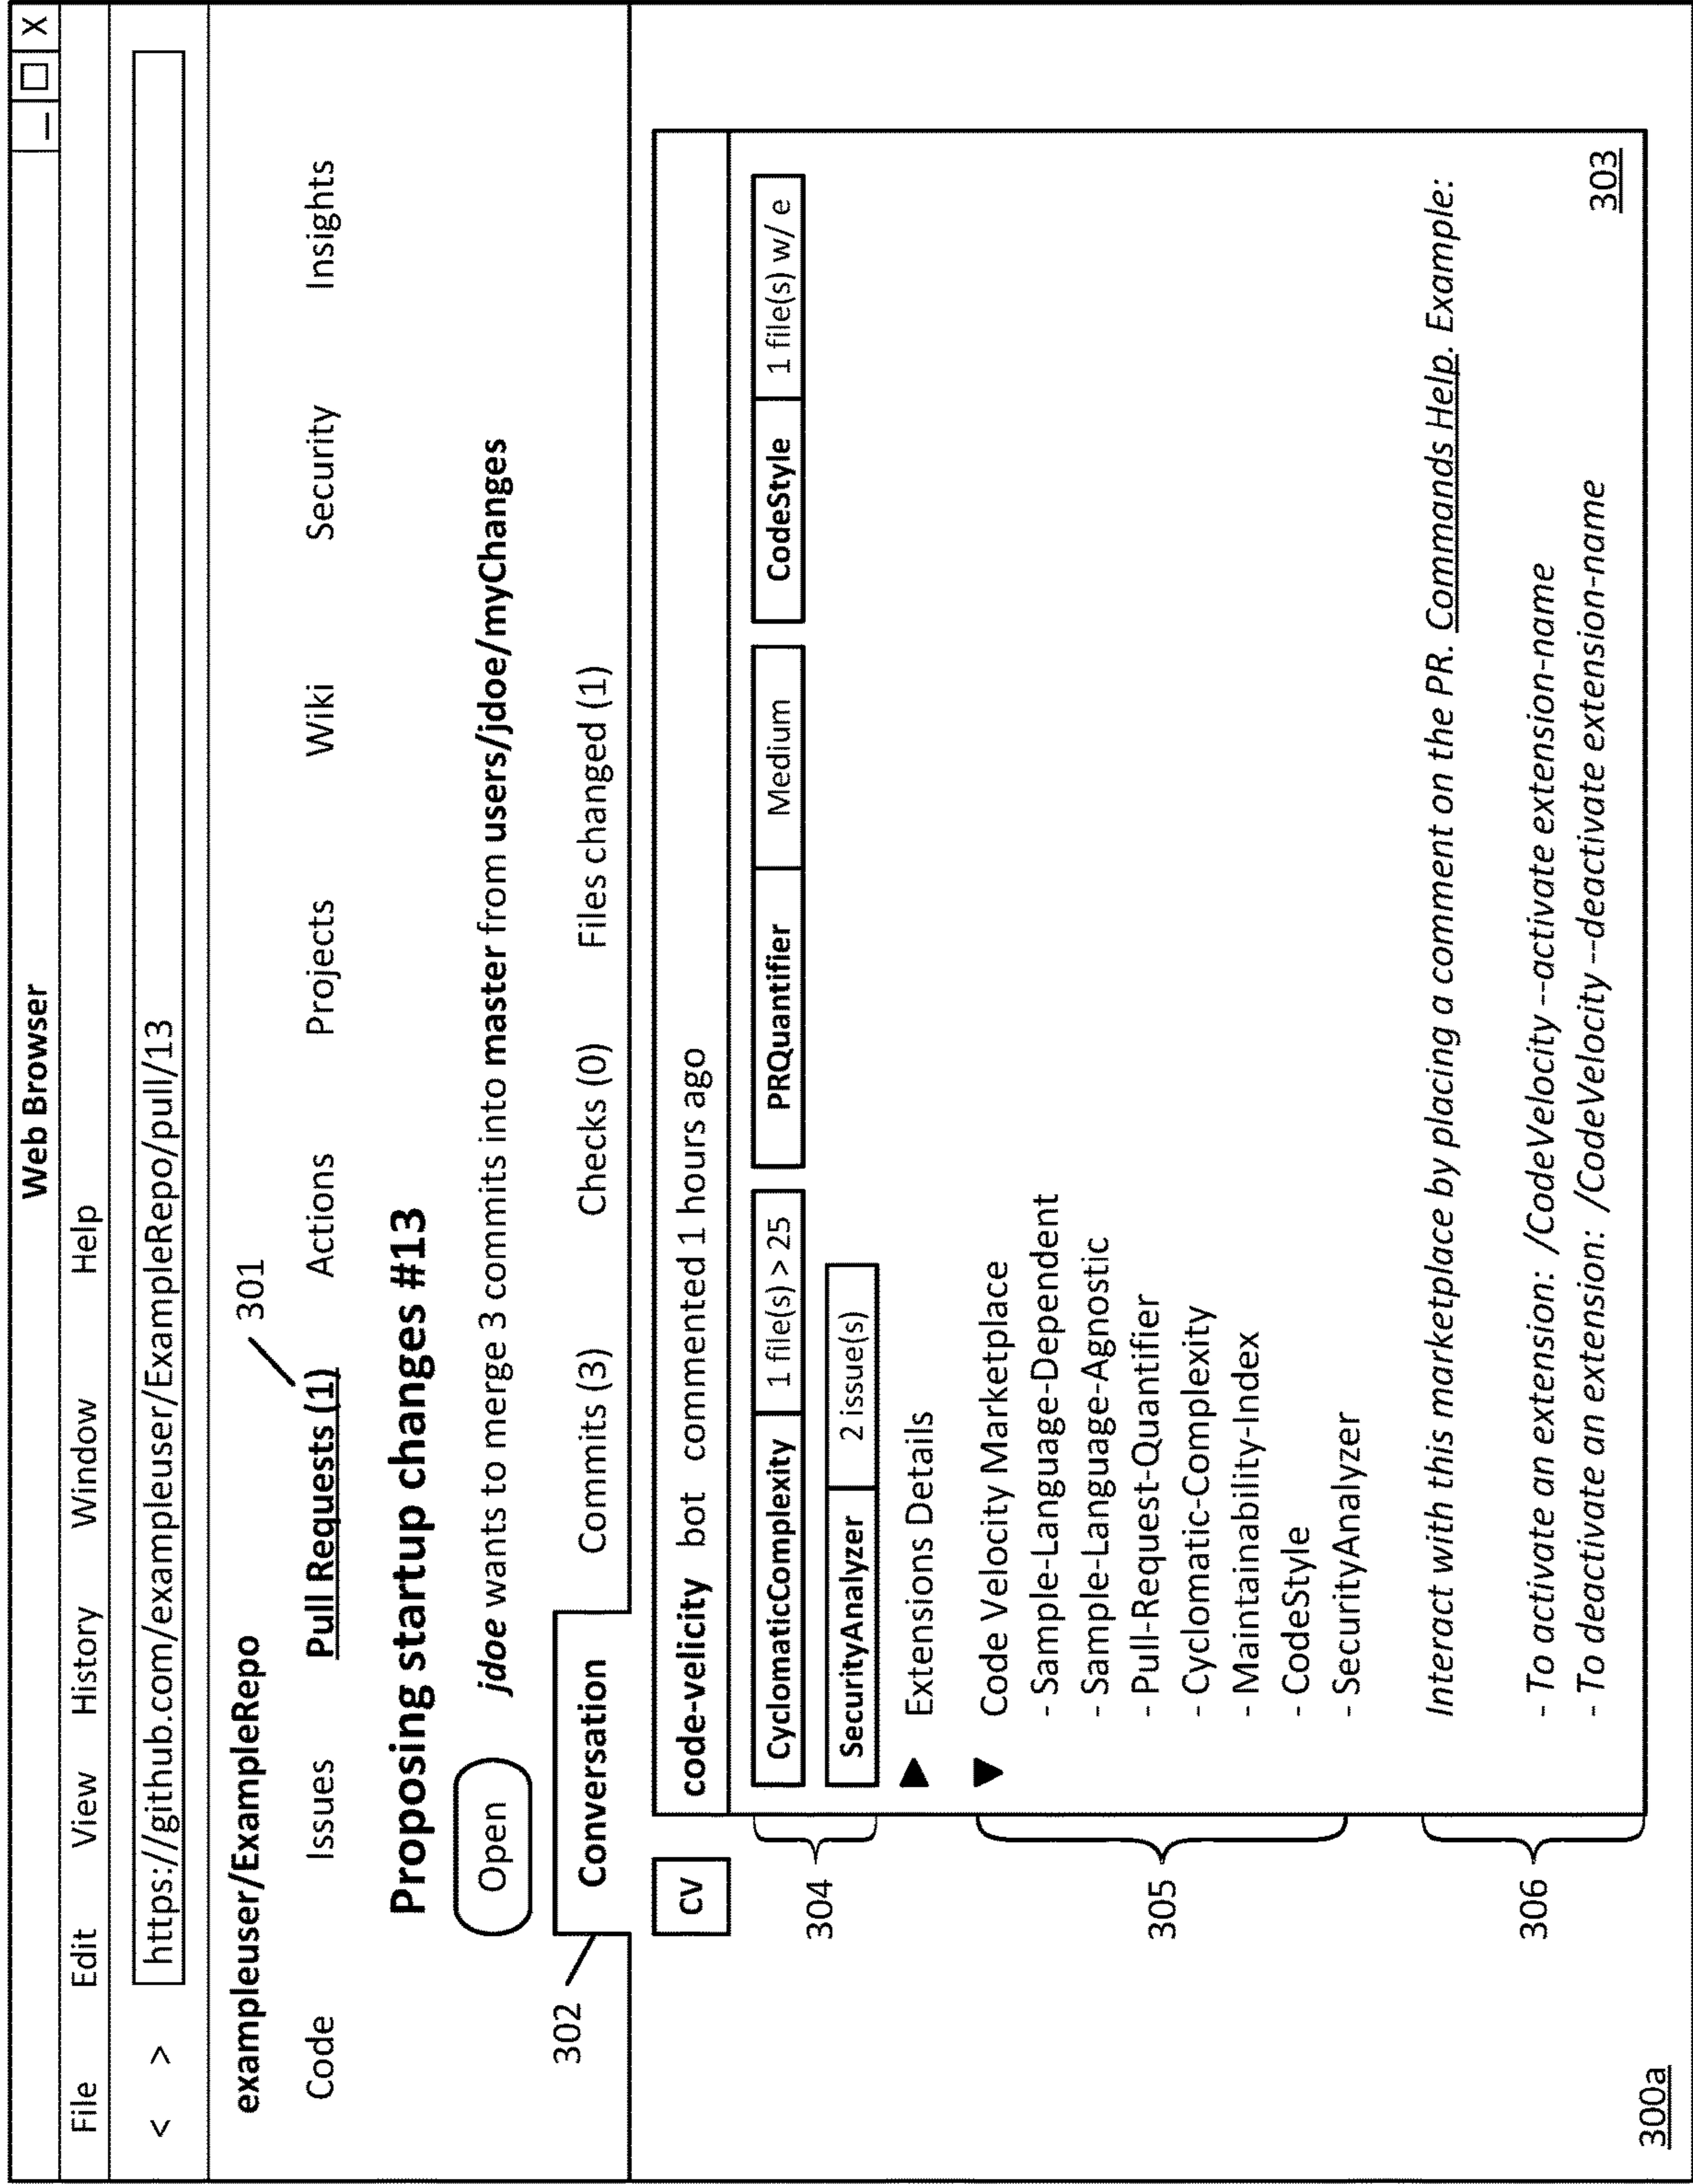 Web Browser _ □ X
File Edit View History Window Help
< > https://github.com/exampleuser/ExampleRepo/pull/13
exampleuser/ExampleRepo
301
Code Issues Pull Requests (1) Actions Projects Wiki Security Insights
Proposing startup changes #13
Open jdoe wants to merge 3 commits into master from users/jdoe/myChanges
302
Conversation Commits (3) Checks (0) Files changed (1)
CV code-velicity bot commented 1 hours ago
304
CyclomaticComplexity 1 file(s) > 25 PRQuantifier Medium CodeStyle 1 file(s) w/ e
SecurityAnalyzer 2 issue(s)
▶ Extensions Details
305
▼ Code Velocity Marketplace
- Sample-Language-Dependent
- Sample-Language-Agnostic
- Pull-Request-Quantifier
- Cyclomatic-Complexity
- Maintainability-Index
- CodeStyle
- SecurityAnalyzer
306
Interact with this marketplace by placing a comment on the PR. Commands Help. Example:
- To activate an extension: /CodeVelocity --activate extension-name
- To deactivate an extension: /CodeVelocity --deactivate extension-name
303
300a